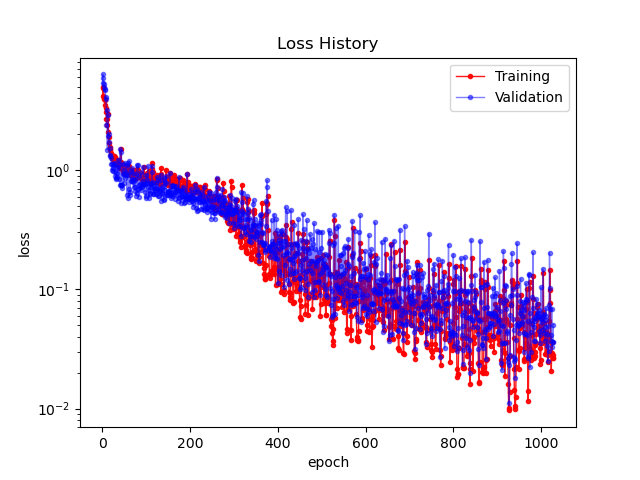 Loss History
Training
Validation
10⁰
10⁻¹
10⁻²
loss
0 200 400 600 800 1000
epoch